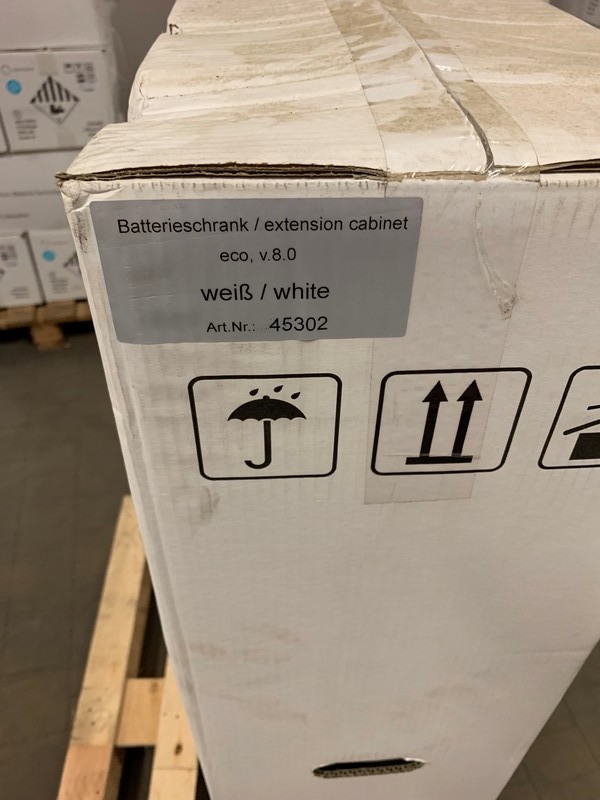 Batterieschrank / extension cabinet
eco, v.8.0
weiß / white
Art.Nr.: 45302